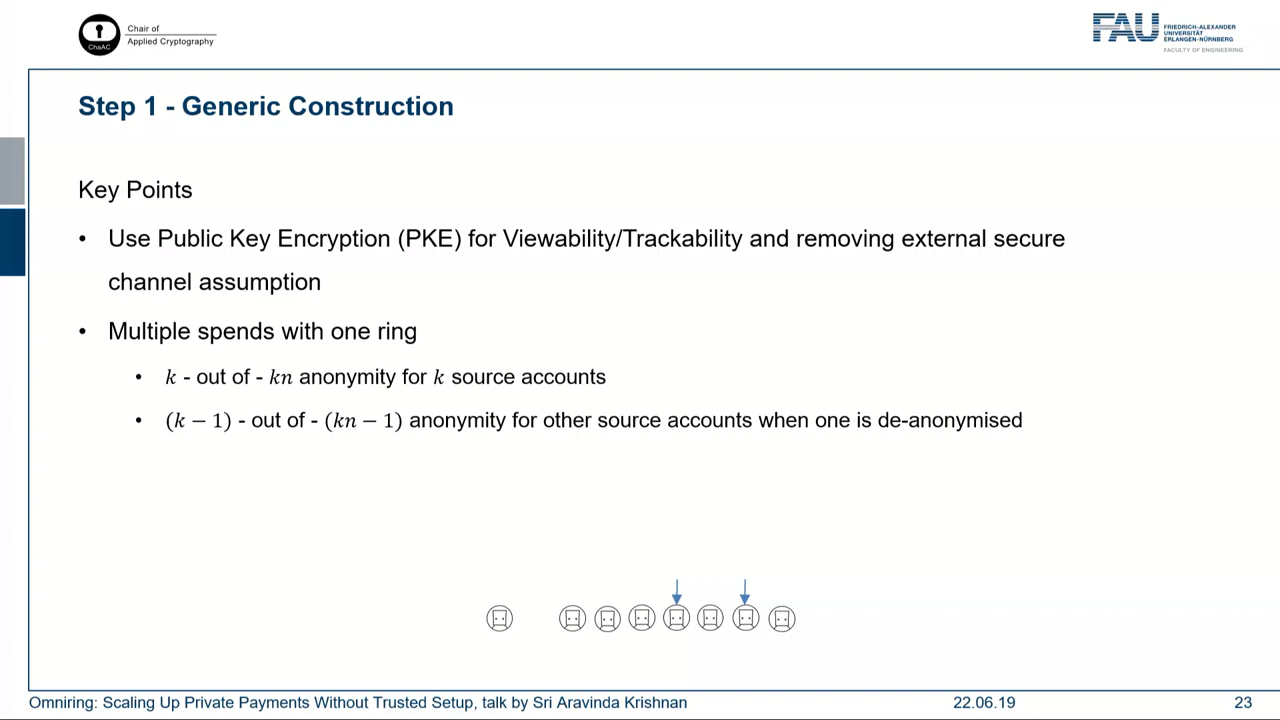 ChaAC
Chair of
Applied Cryptography
FAU
FRIEDRICH-ALEXANDER
UNIVERSITÄT
ERLANGEN-NÜRNBERG
FACULTY OF ENGINEERING
Step 1 - Generic Construction
Key Points
• Use Public Key Encryption (PKE) for Viewability/Trackability and removing external secure
channel assumption
• Multiple spends with one ring
• k - out of - kn anonymity for k source accounts
• (k − 1) - out of - (kn − 1) anonymity for other source accounts when one is de-anonymised
Omniring: Scaling Up Private Payments Without Trusted Setup, talk by Sri Aravinda Krishnan
22.06.19
23